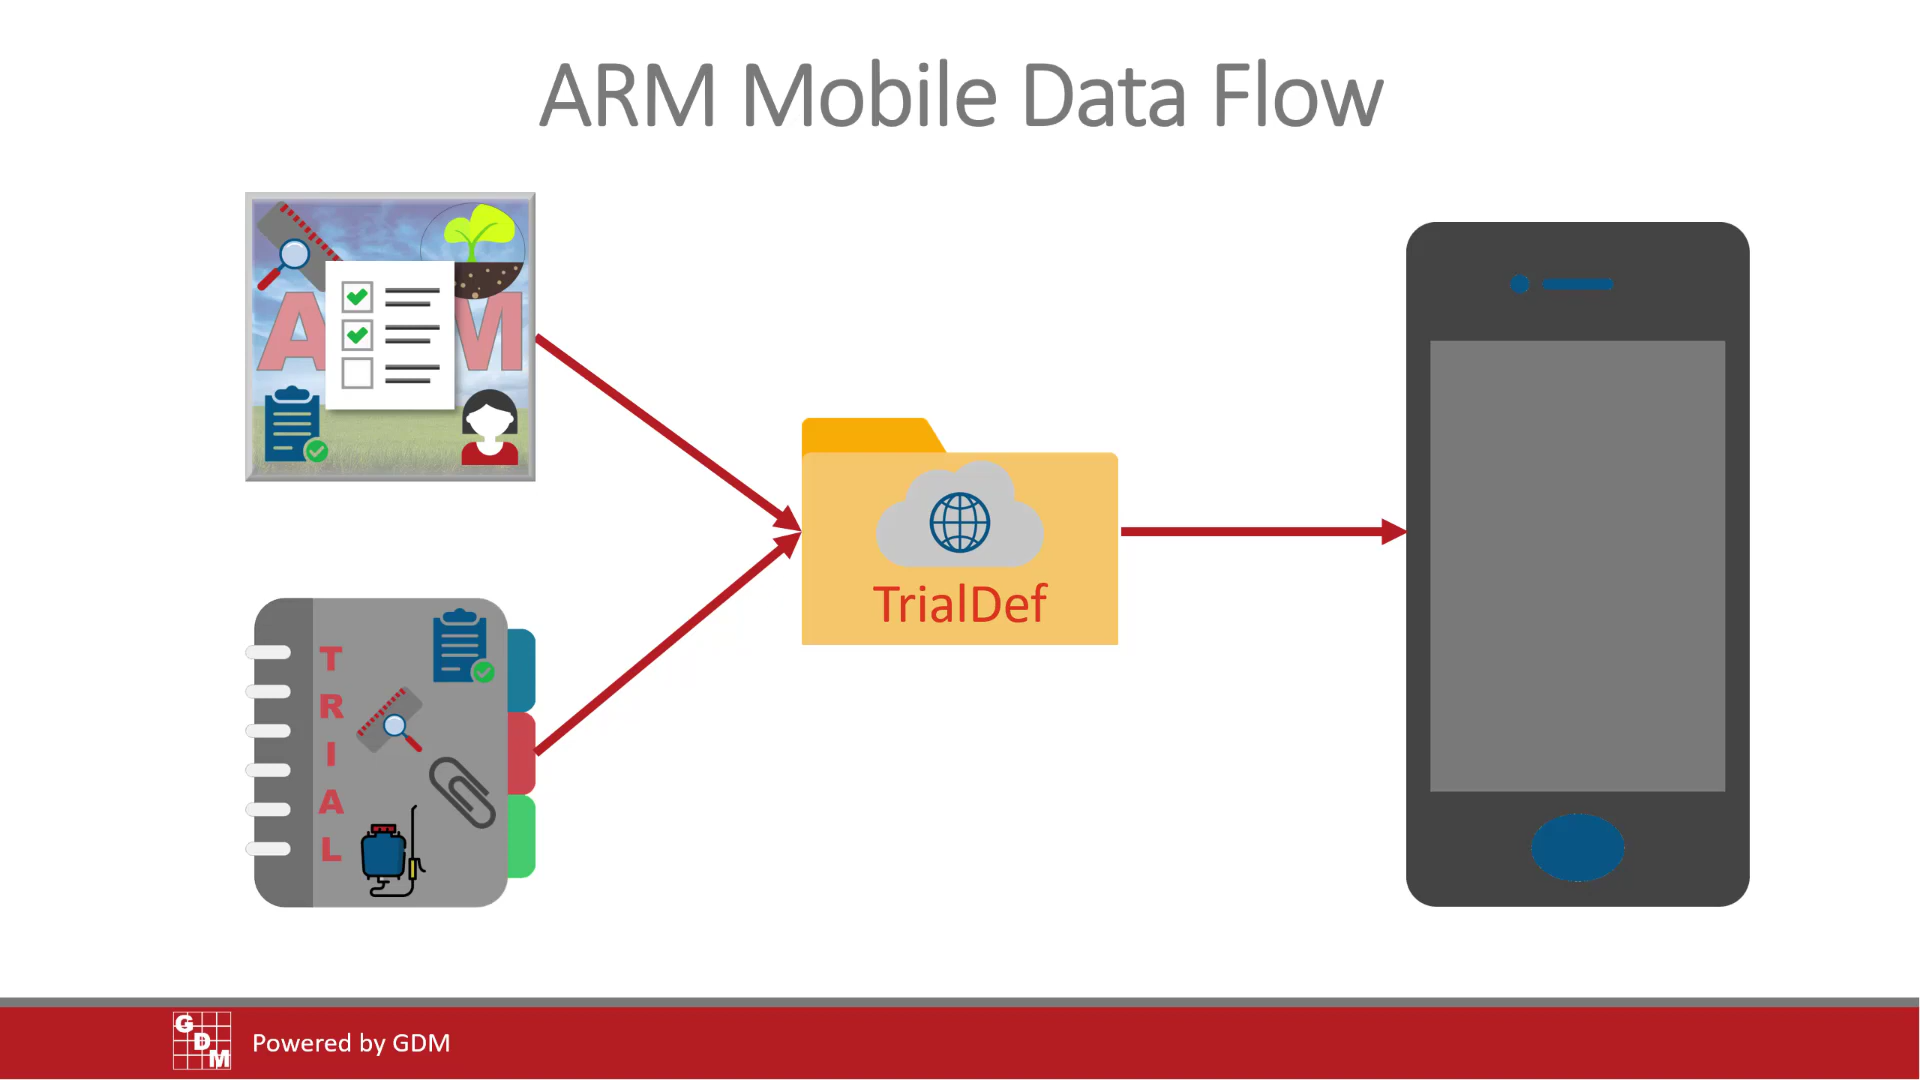 ARM Mobile Data Flow
A M
TrialDef
T
R
I
A
L
G
D
M
Powered by GDM